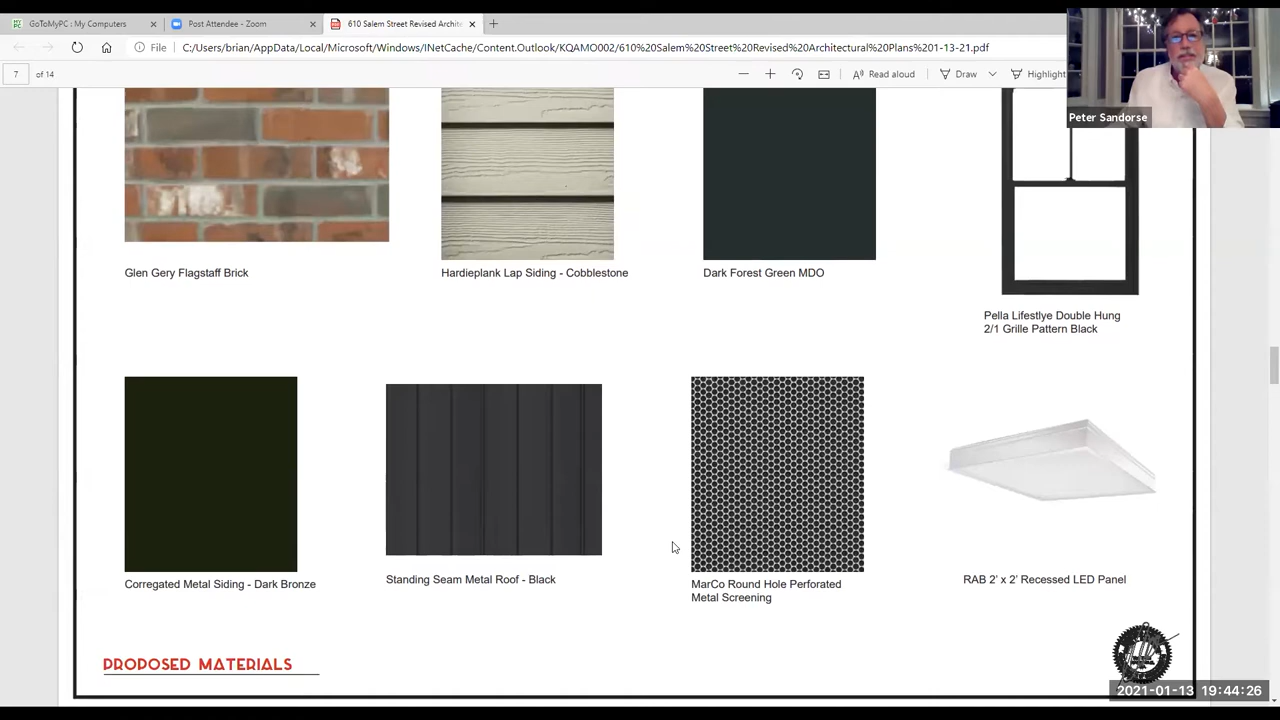 GoToMyPC : My Computers
Post Attendee - Zoom
610 Salem Street Revised Archite
File
C:/Users/brian/AppData/Local/Microsoft/Windows/INetCache/Content.Outlook/KQAMO002/610%20Salem%20Street%20Revised%20Architectural%20Plans%201-13-21.pdf
7 of 14
Read aloud
Draw
Highlight
Peter Sandorse
Glen Gery Flagstaff Brick
Hardieplank Lap Siding - Cobblestone
Dark Forest Green MDO
Pella Lifestlye Double Hung
2/1 Grille Pattern Black
Corregated Metal Siding - Dark Bronze
Standing Seam Metal Roof - Black
MarCo Round Hole Perforated
Metal Screening
RAB 2' x 2' Recessed LED Panel
PROPOSED MATERIALS
2021-01-13 19:44:26